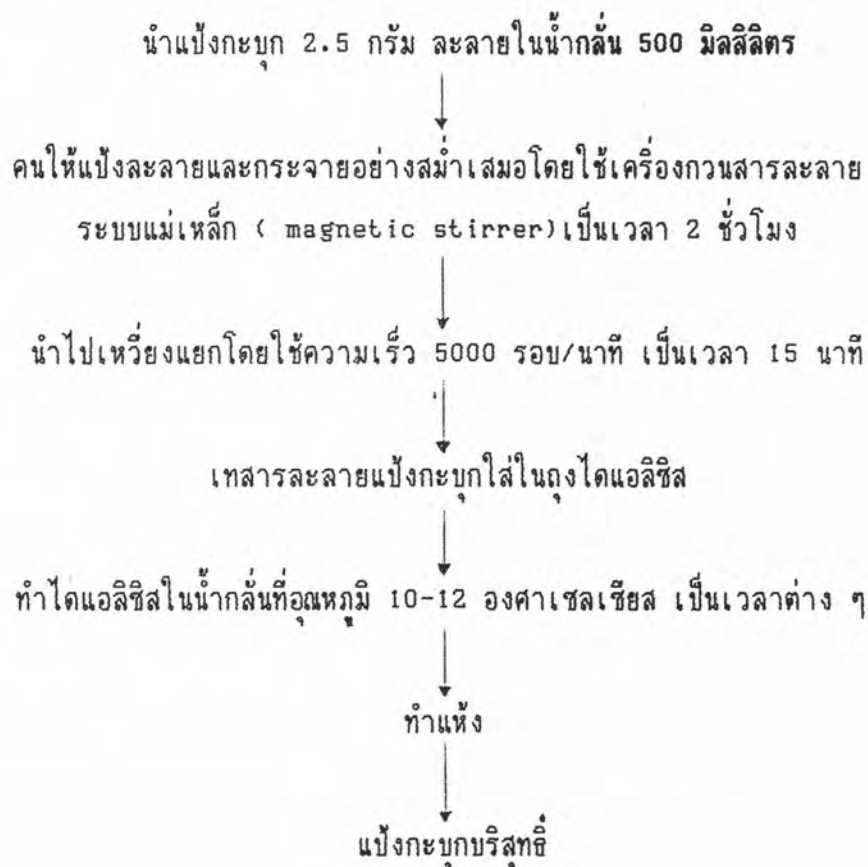 นำแป้งกะบุก 2.5 กรัม ละลายในน้ำกลั่น 500 มิลลิลิตร
คนให้แป้งละลายและกระจายอย่างสม่ำเสมอโดยใช้เครื่องกวนสารละลาย
ระบบแม่เหล็ก ( magnetic stirrer) เป็นเวลา 2 ชั่วโมง
นำไปเหวี่ยงแยกโดยใช้ความเร็ว 5000 รอบ/นาที เป็นเวลา 15 นาที
เทสารละลายแป้งกะบุกใส่ในถุงไดแอลิซิส
ทำไดแอลิซิสในน้ำกลั่นที่อุณหภูมิ 10-12 องศาเซลเซียส เป็นเวลาต่าง ๆ
ทำแห้ง
แป้งกะบุกบริสุทธิ์